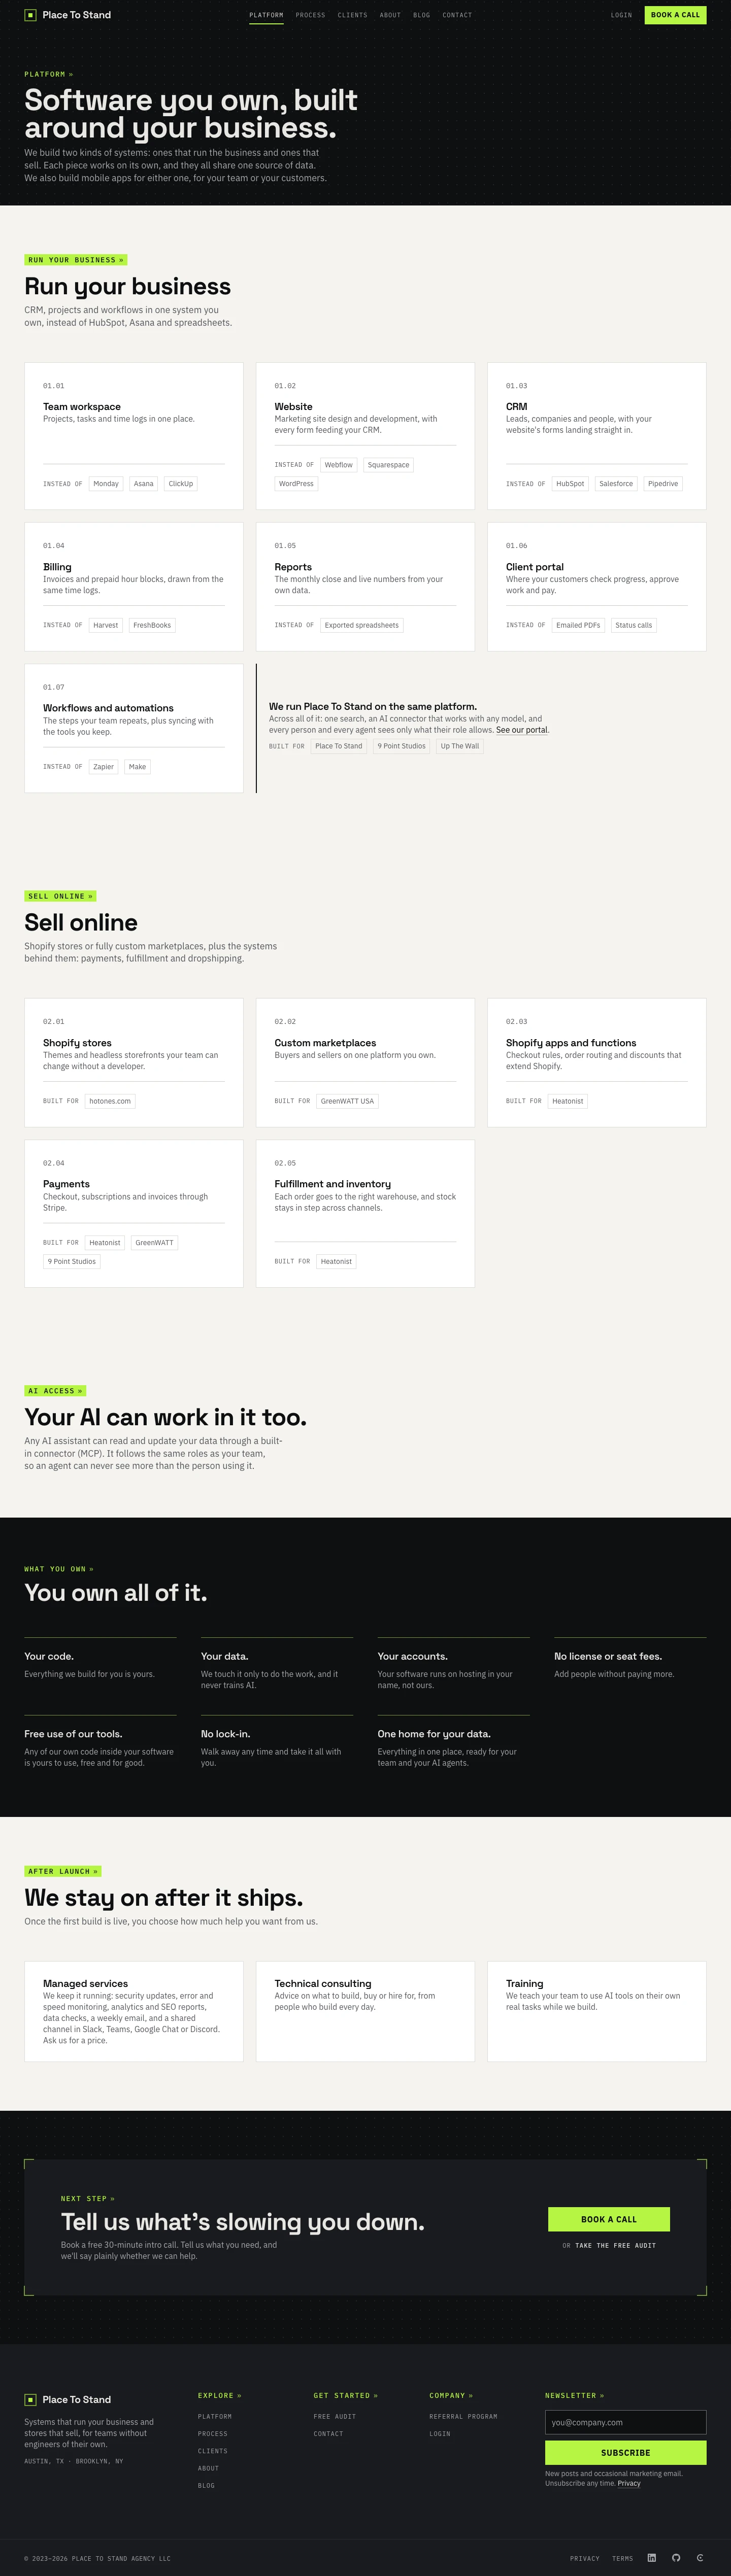 Place To Stand
PLATFORM
PROCESS
CLIENTS
ABOUT
BLOG
CONTACT
LOGIN
BOOK A CALL
PLATFORM »
Software you own, built
around your business.
We build two kinds of systems: ones that run the business and ones that
sell. Each piece works on its own, and they all share one source of data.
We also build mobile apps for either one, for your team or your customers.
RUN YOUR BUSINESS »
Run your business
CRM, projects and workflows in one system you
own, instead of HubSpot, Asana and spreadsheets.
01.01
Team workspace
Projects, tasks and time logs in one place.
INSTEAD OF Monday Asana ClickUp
01.02
Website
Marketing site design and development, with
every form feeding your CRM.
INSTEAD OF Webflow Squarespace
WordPress
01.03
CRM
Leads, companies and people, with your
website's forms landing straight in.
INSTEAD OF HubSpot Salesforce Pipedrive
01.04
Billing
Invoices and prepaid hour blocks, drawn from the
same time logs.
INSTEAD OF Harvest FreshBooks
01.05
Reports
The monthly close and live numbers from your
own data.
INSTEAD OF Exported spreadsheets
01.06
Client portal
Where your customers check progress, approve
work and pay.
INSTEAD OF Emailed PDFs Status calls
01.07
Workflows and automations
The steps your team repeats, plus syncing with
the tools you keep.
INSTEAD OF Zapier Make
We run Place To Stand on the same platform.
Across all of it: one search, an AI connector that works with any model, and
every person and every agent sees only what their role allows. See our portal.
BUILT FOR Place To Stand 9 Point Studios Up The Wall
SELL ONLINE »
Sell online
Shopify stores or fully custom marketplaces, plus the systems
behind them: payments, fulfillment and dropshipping.
02.01
Shopify stores
Themes and headless storefronts your team can
change without a developer.
BUILT FOR hotones.com
02.02
Custom marketplaces
Buyers and sellers on one platform you own.
BUILT FOR GreenWATT USA
02.03
Shopify apps and functions
Checkout rules, order routing and discounts that
extend Shopify.
BUILT FOR Heatonist
02.04
Payments
Checkout, subscriptions and invoices through
Stripe.
BUILT FOR Heatonist GreenWATT
9 Point Studios
02.05
Fulfillment and inventory
Each order goes to the right warehouse, and stock
stays in step across channels.
BUILT FOR Heatonist
AI ACCESS »
Your AI can work in it too.
Any AI assistant can read and update your data through a built-
in connector (MCP). It follows the same roles as your team,
so an agent can never see more than the person using it.
WHAT YOU OWN »
You own all of it.
Your code.
Everything we build for you is yours.
Your data.
We touch it only to do the work, and it
never trains AI.
Your accounts.
Your software runs on hosting in your
name, not ours.
No license or seat fees.
Add people without paying more.
Free use of our tools.
Any of our own code inside your software
is yours to use, free and for good.
No lock-in.
Walk away any time and take it all with
you.
One home for your data.
Everything in one place, ready for your
team and your AI agents.
AFTER LAUNCH »
We stay on after it ships.
Once the first build is live, you choose how much help you want from us.
Managed services
We keep it running: security updates, error and
speed monitoring, analytics and SEO reports,
data checks, a weekly email, and a shared
channel in Slack, Teams, Google Chat or Discord.
Ask us for a price.
Technical consulting
Advice on what to build, buy or hire for, from
people who build every day.
Training
We teach your team to use AI tools on their own
real tasks while we build.
NEXT STEP »
Tell us what's slowing you down.
Book a free 30-minute intro call. Tell us what you need, and
we'll say plainly whether we can help.
BOOK A CALL
OR TAKE THE FREE AUDIT
Place To Stand
Systems that run your business and
stores that sell, for teams without
engineers of their own.
AUSTIN, TX · BROOKLYN, NY
EXPLORE »
PLATFORM
PROCESS
CLIENTS
ABOUT
BLOG
GET STARTED »
FREE AUDIT
CONTACT
COMPANY »
REFERRAL PROGRAM
LOGIN
NEWSLETTER »
you@company.com
SUBSCRIBE
New posts and occasional marketing email.
Unsubscribe any time. Privacy
© 2023–2026 PLACE TO STAND AGENCY LLC
PRIVACY
TERMS